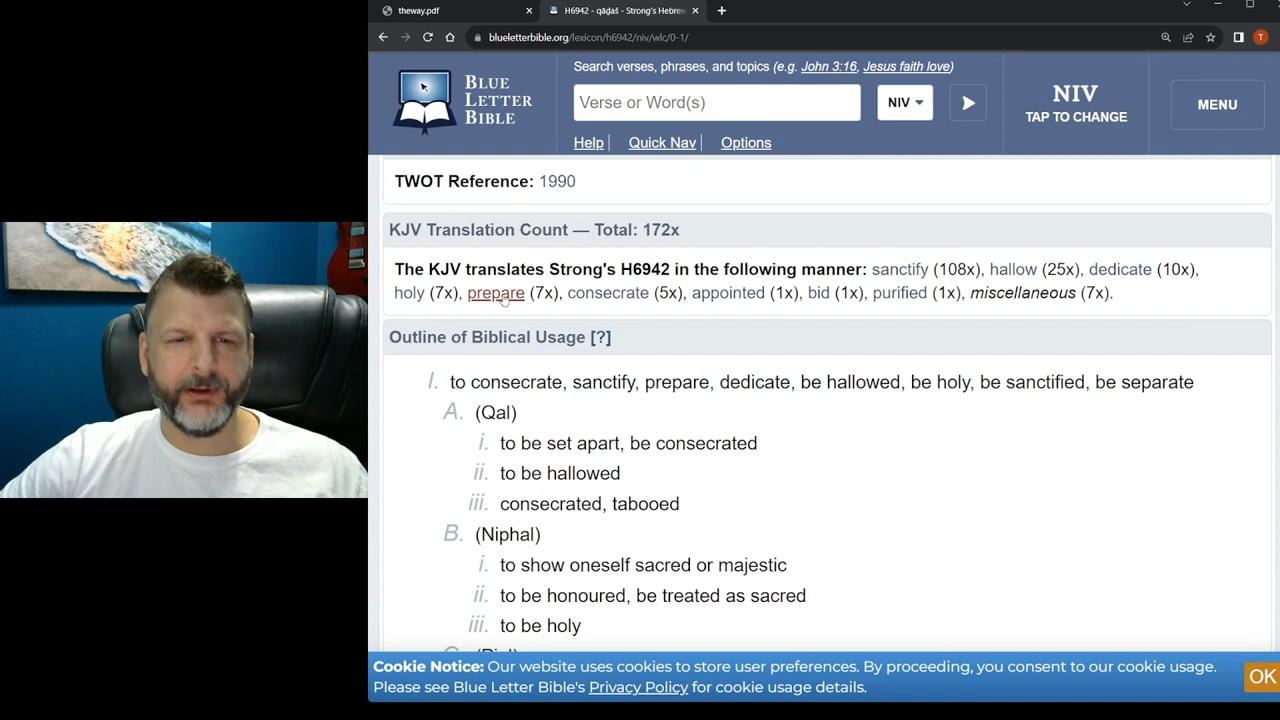 theway.pdf
H6942 - qāḏaš - Strong's Hebrew
blueletterbible.org/lexicon/h6942/niv/wlc/0-1/
T
BLUE
LETTER
BIBLE
Search verses, phrases, and topics (e.g. John 3:16, Jesus faith love)
Verse or Word(s)
NIV
Help
Quick Nav
Options
NIV
TAP TO CHANGE
MENU
TWOT Reference: 1990
KJV Translation Count — Total: 172x
The KJV translates Strong's H6942 in the following manner: sanctify (108x), hallow (25x), dedicate (10x),
holy (7x), prepare (7x), consecrate (5x), appointed (1x), bid (1x), purified (1x), miscellaneous (7x).
Outline of Biblical Usage [?]
I. to consecrate, sanctify, prepare, dedicate, be hallowed, be holy, be sanctified, be separate
A. (Qal)
i. to be set apart, be consecrated
ii. to be hallowed
iii. consecrated, tabooed
B. (Niphal)
i. to show oneself sacred or majestic
ii. to be honoured, be treated as sacred
iii. to be holy
Cookie Notice: Our website uses cookies to store user preferences. By proceeding, you consent to our cookie usage.
Please see Blue Letter Bible's Privacy Policy for cookie usage details.
OK